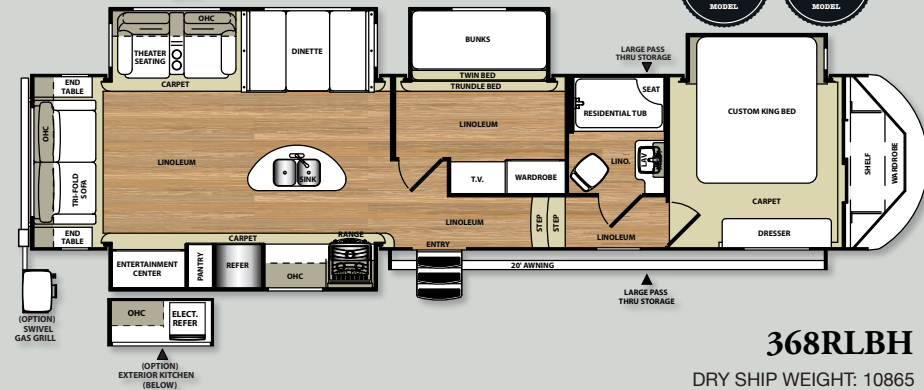 MODEL
MODEL
OHC
THEATER
SEATING
DINETTE
CARPET
BUNKS
TWIN BED
TRUNDLE BED
LARGE PASS
THRU STORAGE
SEAT
RESIDENTIAL TUB
CUSTOM KING BED
END
TABLE
OHC
TRI-FOLD
SOFA
END
TABLE
LINOLEUM
SINK
LINOLEUM
T.V.
WARDROBE
LINO.
LAV
CARPET
SHELF
WARDROBE
LINOLEUM
STEP
STEP
LINOLEUM
DRESSER
CARPET
RANGE
ENTRY
ENTERTAINMENT
CENTER
PANTRY
REFER
OHC
20' AWNING
LARGE PASS
THRU STORAGE
(OPTION)
SWIVEL
GAS GRILL
OHC
ELECT.
REFER
(OPTION)
EXTERIOR KITCHEN
(BELOW)
368RLBH
DRY SHIP WEIGHT: 10865